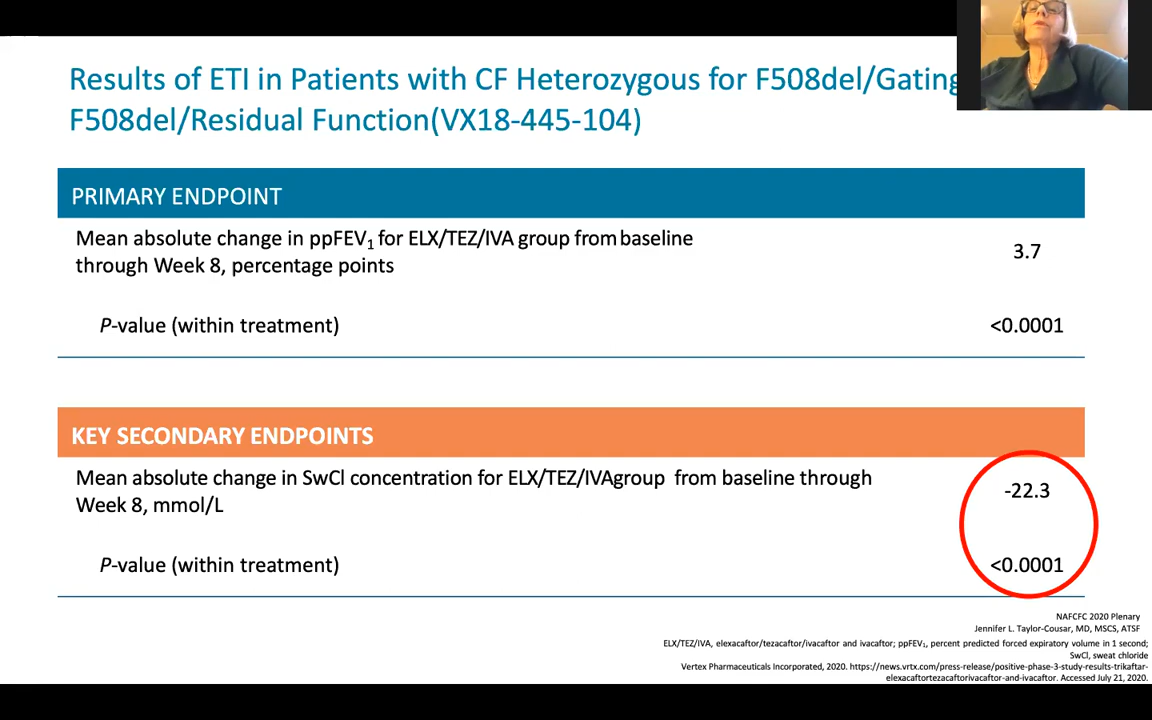 Results of ETI in Patients with CF Heterozygous for F508del/Gating
F508del/Residual Function(VX18-445-104)
PRIMARY ENDPOINT
Mean absolute change in ppFEV₁ for ELX/TEZ/IVA group from baseline
through Week 8, percentage points
3.7
P-value (within treatment)
<0.0001
KEY SECONDARY ENDPOINTS
Mean absolute change in SwCl concentration for ELX/TEZ/IVAgroup from baseline through
Week 8, mmol/L
-22.3
P-value (within treatment)
<0.0001
NAFCFC 2020 Plenary
Jennifer L. Taylor-Cousar, MD, MSCS, ATSF
ELX/TEZ/IVA, elexacaftor/tezacaftor/ivacaftor and ivacaftor; ppFEV₁, percent predicted forced expiratory volume in 1 second;
SwCl, sweat chloride
Vertex Pharmaceuticals Incorporated, 2020. https://news.vrtx.com/press-release/positive-phase-3-study-results-trikaftar-
elexacaftortezacaftorivacaftor-and-ivacaftor. Accessed July 21, 2020.